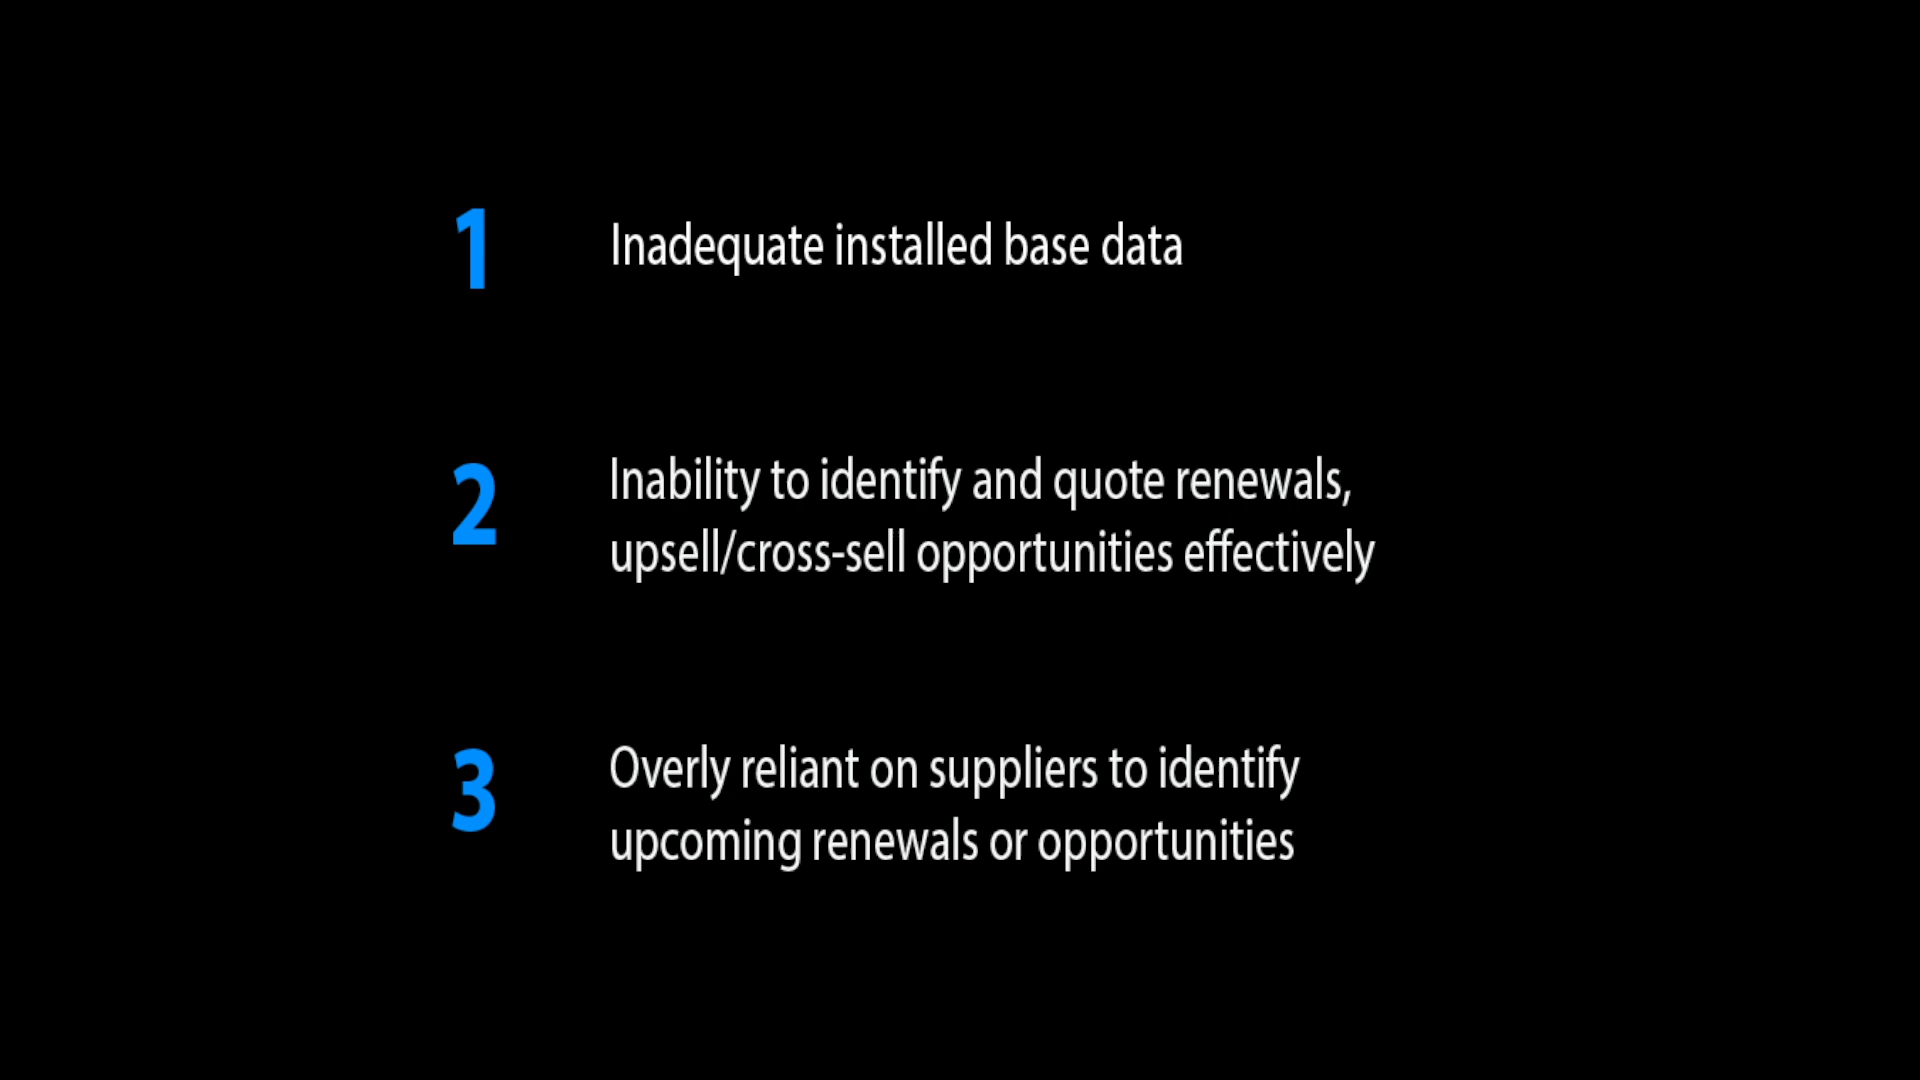 1 Inadequate installed base data
2 Inability to identify and quote renewals,
upsell/cross-sell opportunities effectively
3 Overly reliant on suppliers to identify
upcoming renewals or opportunities